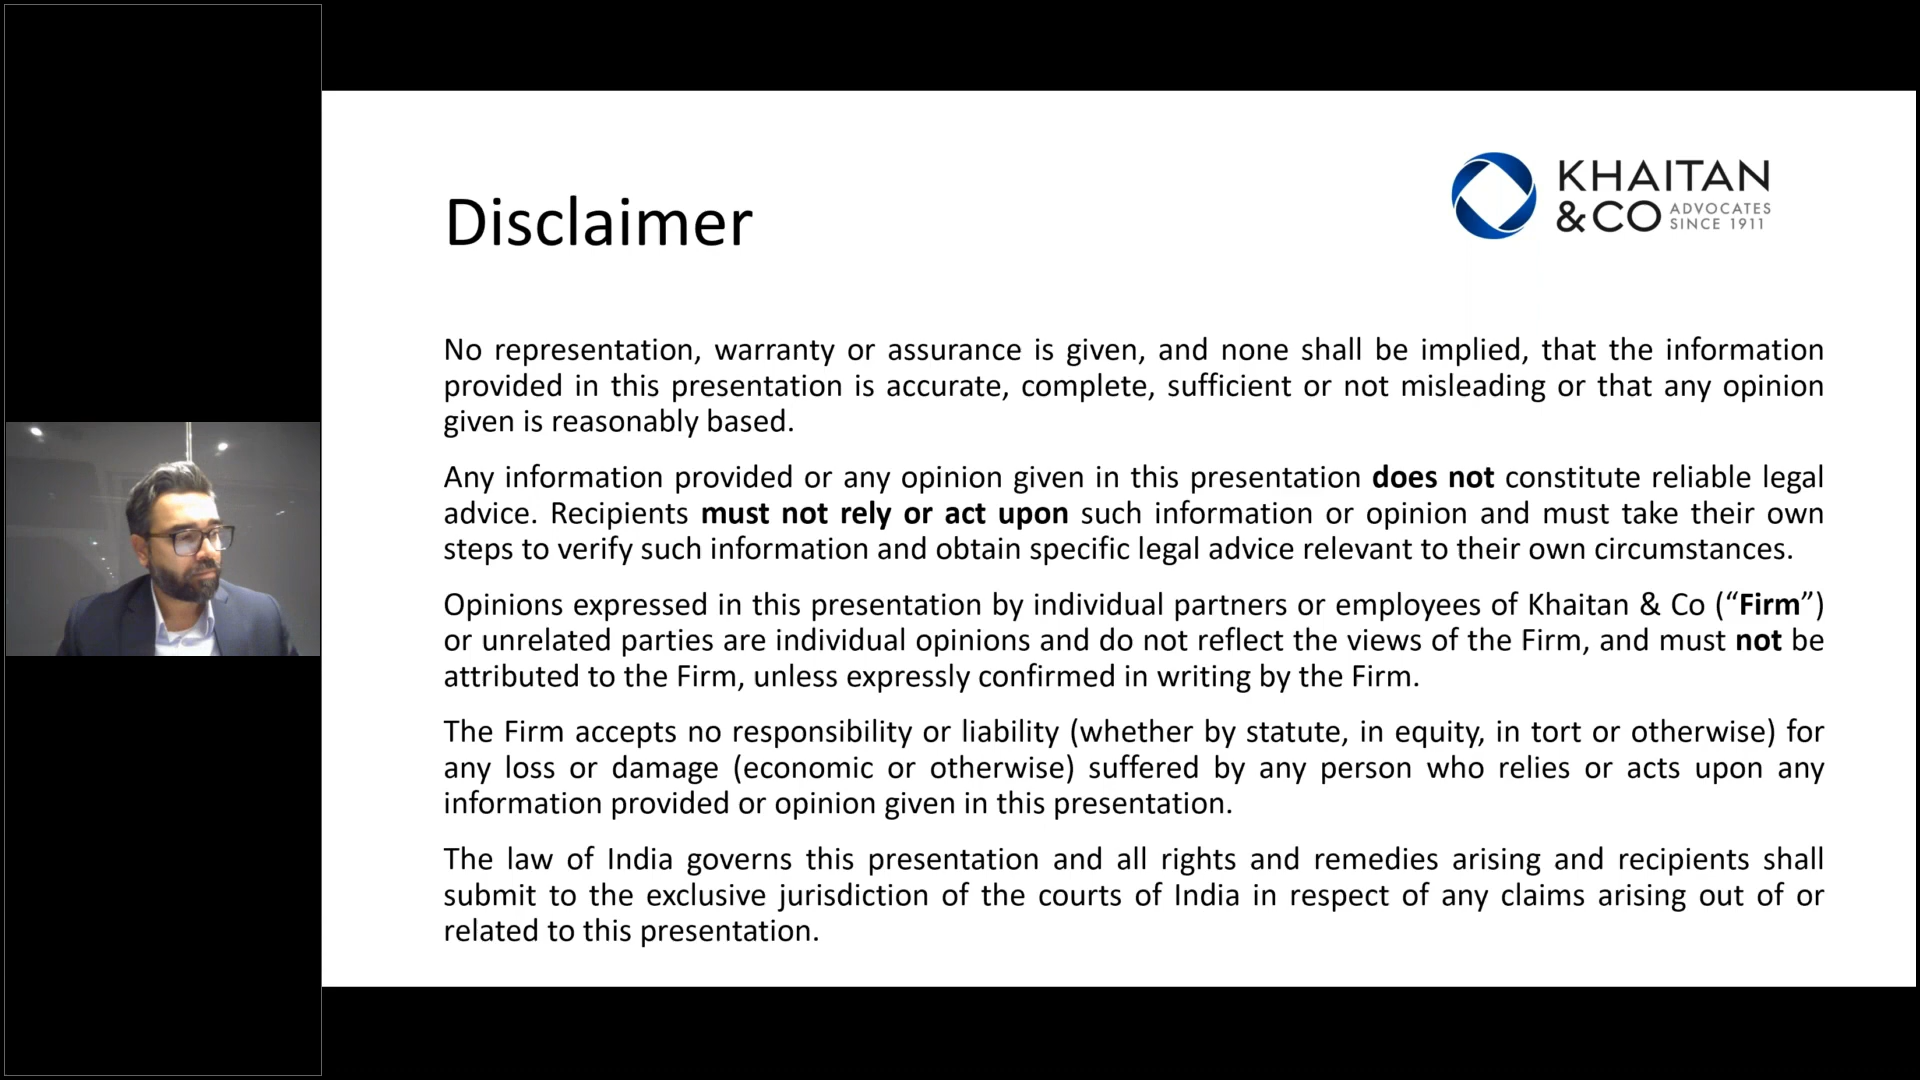 KHAITAN
&CO ADVOCATES
SINCE 1911
Disclaimer
No representation, warranty or assurance is given, and none shall be implied, that the information
provided in this presentation is accurate, complete, sufficient or not misleading or that any opinion
given is reasonably based.
Any information provided or any opinion given in this presentation does not constitute reliable legal
advice. Recipients must not rely or act upon such information or opinion and must take their own
steps to verify such information and obtain specific legal advice relevant to their own circumstances.
Opinions expressed in this presentation by individual partners or employees of Khaitan & Co (“Firm”)
or unrelated parties are individual opinions and do not reflect the views of the Firm, and must not be
attributed to the Firm, unless expressly confirmed in writing by the Firm.
The Firm accepts no responsibility or liability (whether by statute, in equity, in tort or otherwise) for
any loss or damage (economic or otherwise) suffered by any person who relies or acts upon any
information provided or opinion given in this presentation.
The law of India governs this presentation and all rights and remedies arising and recipients shall
submit to the exclusive jurisdiction of the courts of India in respect of any claims arising out of or
related to this presentation.